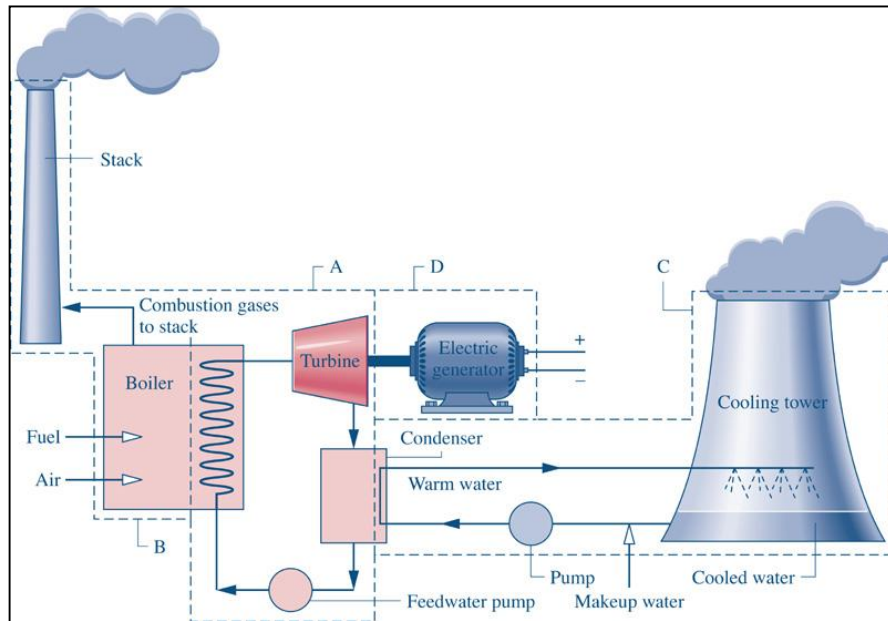 Stack
A
D
C
Combustion gases
to stack
Turbine
Electric
generator
+
−
Boiler
Cooling tower
Fuel
Condenser
Air
Warm water
B
Pump
Cooled water
Feedwater pump
Makeup water